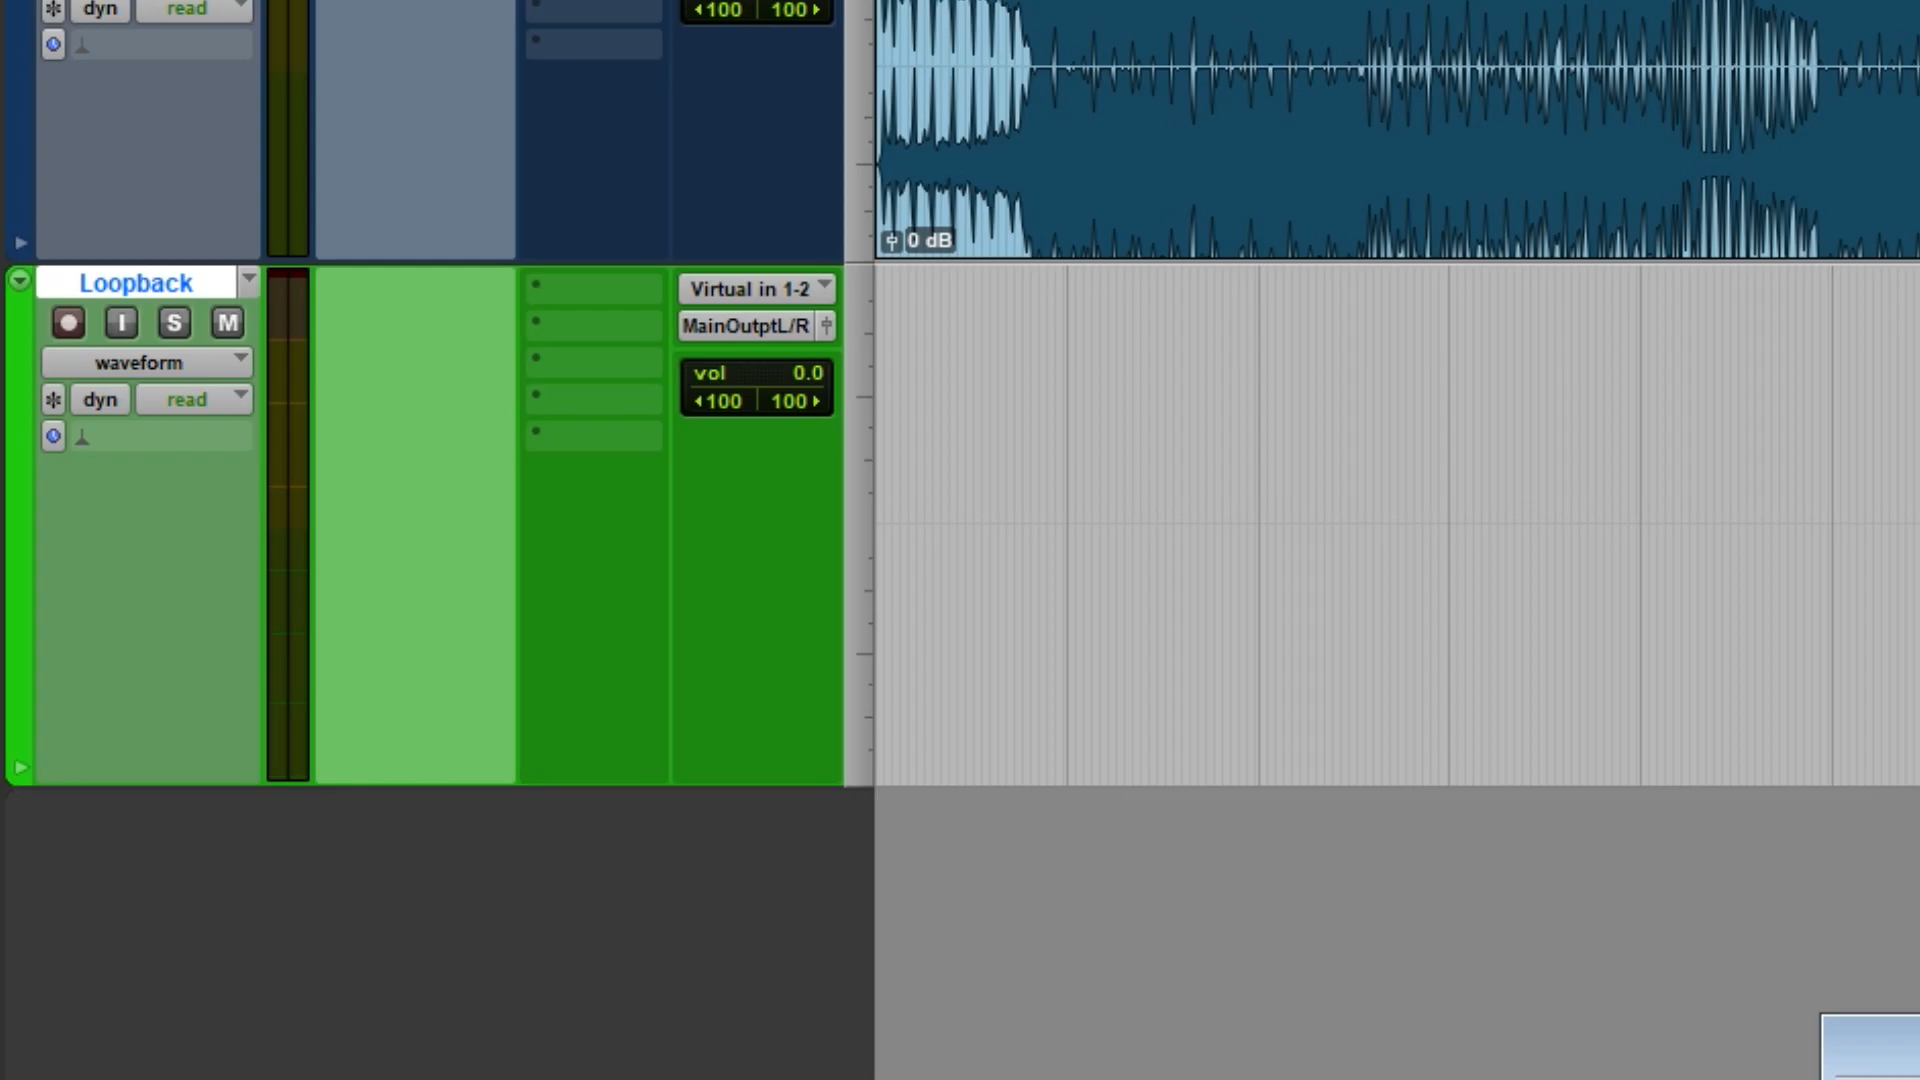 dyn read
◂100 100▸
0 dB
Loopback
Virtual in 1-2
I S M
MainOutptL/R
waveform
vol 0.0
dyn read
◂100 100▸